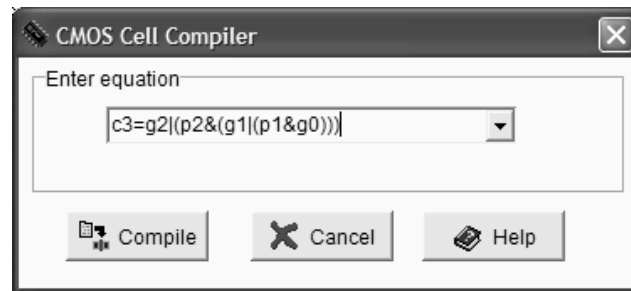 CMOS Cell Compiler
Enter equation
c3=g2|(p2&(g1|(p1&g0)))
Compile
Cancel
Help